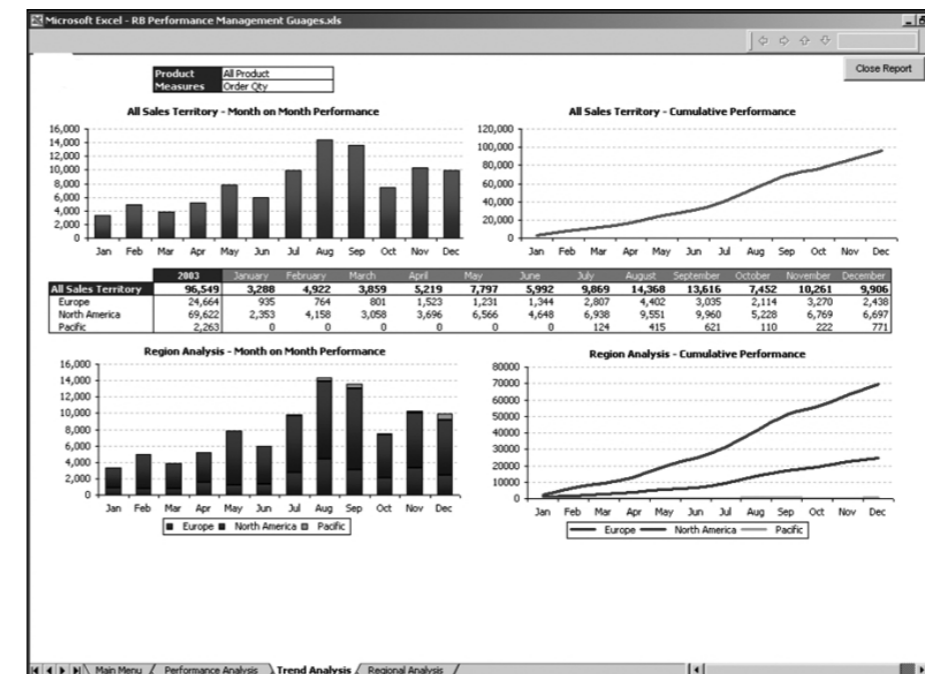 Microsoft Excel - RB Performance Management Guages.xls
Close Report
Product All Product
Measures Order Qty
All Sales Territory - Month on Month Performance
16,000
14,000
12,000
10,000
8,000
6,000
4,000
2,000
0
Jan Feb Mar Apr May Jun Jul Aug Sep Oct Nov Dec
All Sales Territory - Cumulative Performance
120,000
100,000
80,000
60,000
40,000
20,000
0
Jan Feb Mar Apr May Jun Jul Aug Sep Oct Nov Dec
2003 January February March April May June July August September October November December
All Sales Territory 96,549 3,288 4,922 3,859 5,219 7,797 5,992 9,869 14,368 13,616 7,452 10,261 9,906
Europe 24,664 935 764 801 1,523 1,231 1,344 2,807 4,402 3,035 2,114 3,270 2,438
North America 69,622 2,353 4,158 3,058 3,696 6,566 4,648 6,938 9,551 9,960 5,228 6,769 6,697
Pacific 2,263 0 0 0 0 0 0 124 415 621 110 222 771
Region Analysis - Month on Month Performance
16,000
14,000
12,000
10,000
8,000
6,000
4,000
2,000
0
Jan Feb Mar Apr May Jun Jul Aug Sep Oct Nov Dec
Europe North America Pacific
Region Analysis - Cumulative Performance
80000
70000
60000
50000
40000
30000
20000
10000
0
Jan Feb Mar Apr May Jun Jul Aug Sep Oct Nov Dec
Europe North America Pacific
Main Menu Performance Analysis Trend Analysis Regional Analysis